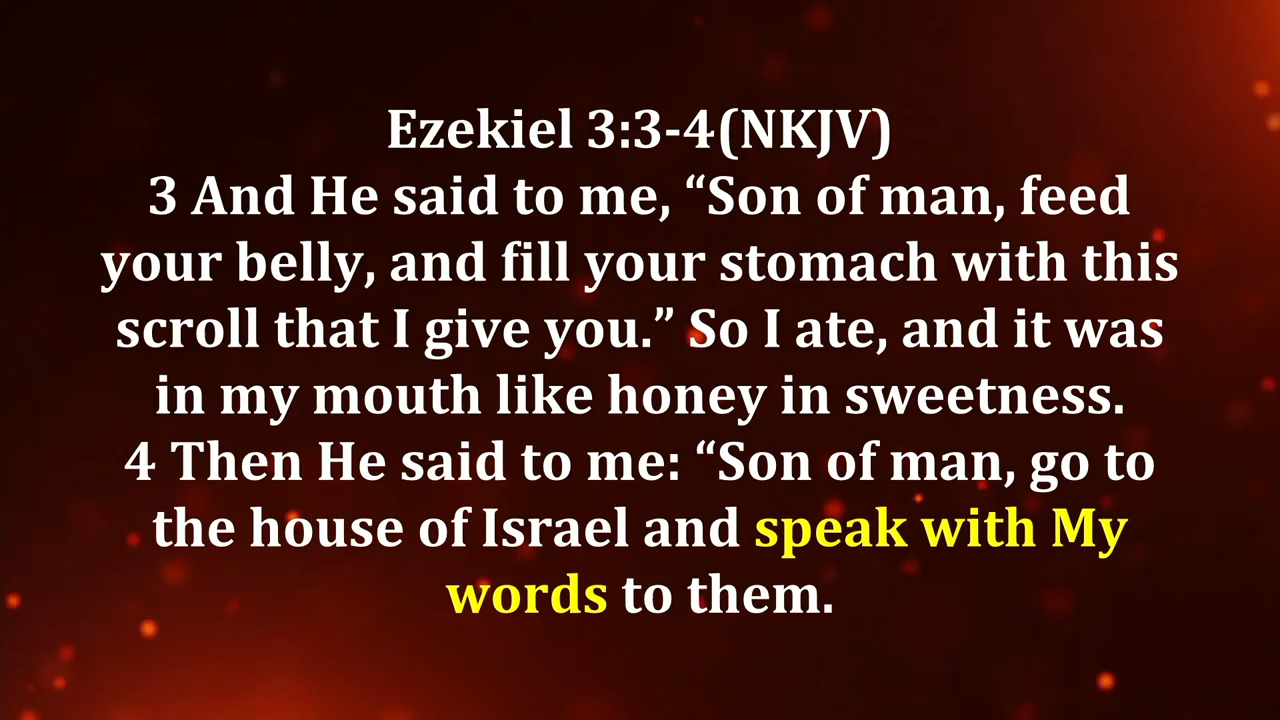 Ezekiel 3:3-4(NKJV)
3 And He said to me, “Son of man, feed
your belly, and fill your stomach with this
scroll that I give you.” So I ate, and it was
in my mouth like honey in sweetness.
4 Then He said to me: “Son of man, go to
the house of Israel and speak with My
words to them.